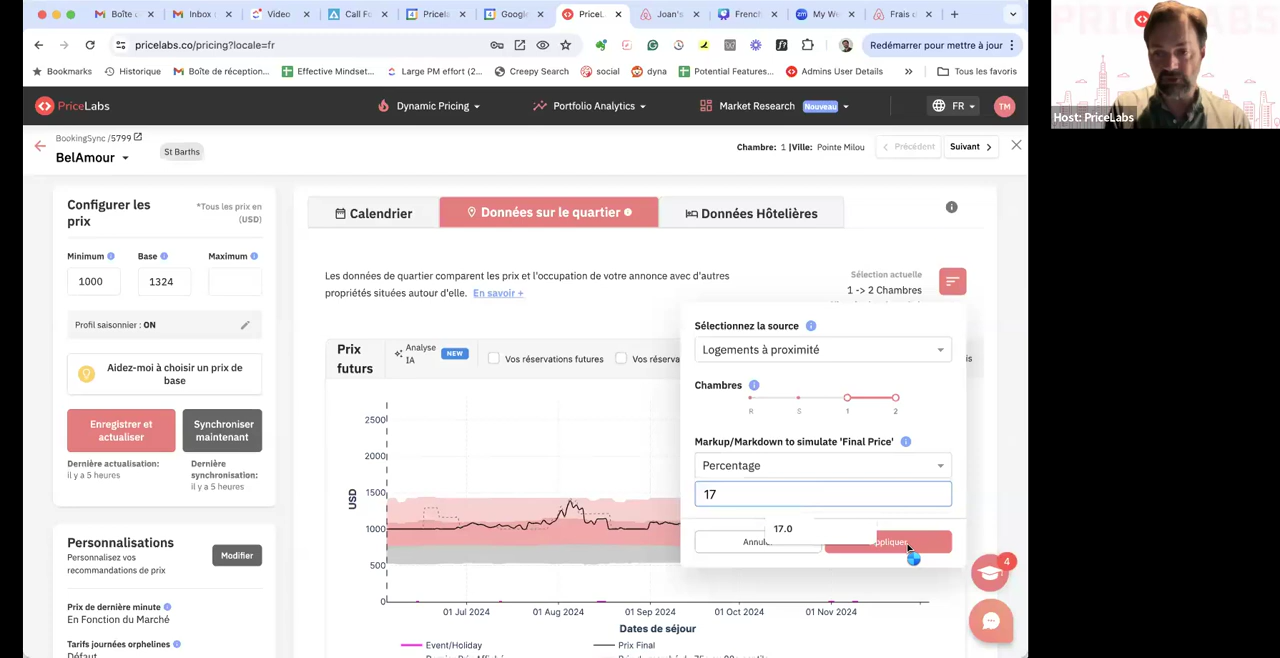 Boîte d
Inbox
Video
Call Fo
Pricela
Google
PriceL
Joan's
French
My We
Frais d
pricelabs.co/pricing?locale=fr
Redémarrer pour mettre à jour
Bookmarks
Historique
Boîte de réception...
Effective Mindset...
Large PM effort (2...
Creepy Search
social
dyna
Potential Features...
Admins User Details
»
Tous les favoris
PRICELABS
Host: PriceLabs
PriceLabs
Dynamic Pricing
Portfolio Analytics
Market Research Nouveau
FR
TM
BookingSync /5799
BelAmour
St Barths
Chambre: 1 |Ville: Pointe Milou
Précédent
Suivant
Configurer les prix
*Tous les prix en (USD)
Minimum
Base
Maximum
1000
1324
Profil saisonnier : ON
Aidez-moi à choisir un prix de base
Enregistrer et actualiser
Synchroniser maintenant
Dernière actualisation:
il y a 5 heures
Dernière synchronisation:
il y a 5 heures
Personnalisations
Personnalisez vos recommandations de prix
Modifier
Prix de dernière minute
En Fonction du Marché
Tarifs journées orphelines
Défaut
Calendrier
Données sur le quartier
Données Hôtelières
Les données de quartier comparent les prix et l'occupation de votre annonce avec d'autres
propriétés situées autour d'elle. En savoir +
Sélection actuelle
1 -> 2 Chambres
Prix futurs
Analyse IA
NEW
Vos réservations futures
Vos réserva
is
Sélectionnez la source
Logements à proximité
Chambres
R S 1 2
Markup/Markdown to simulate 'Final Price'
Percentage
17
17.0
Annule
ppliquer
4
USD
2500
2000
1500
1000
500
0
01 Jul 2024
01 Aug 2024
01 Sep 2024
01 Oct 2024
01 Nov 2024
Dates de séjour
Event/Holiday
Prix Final